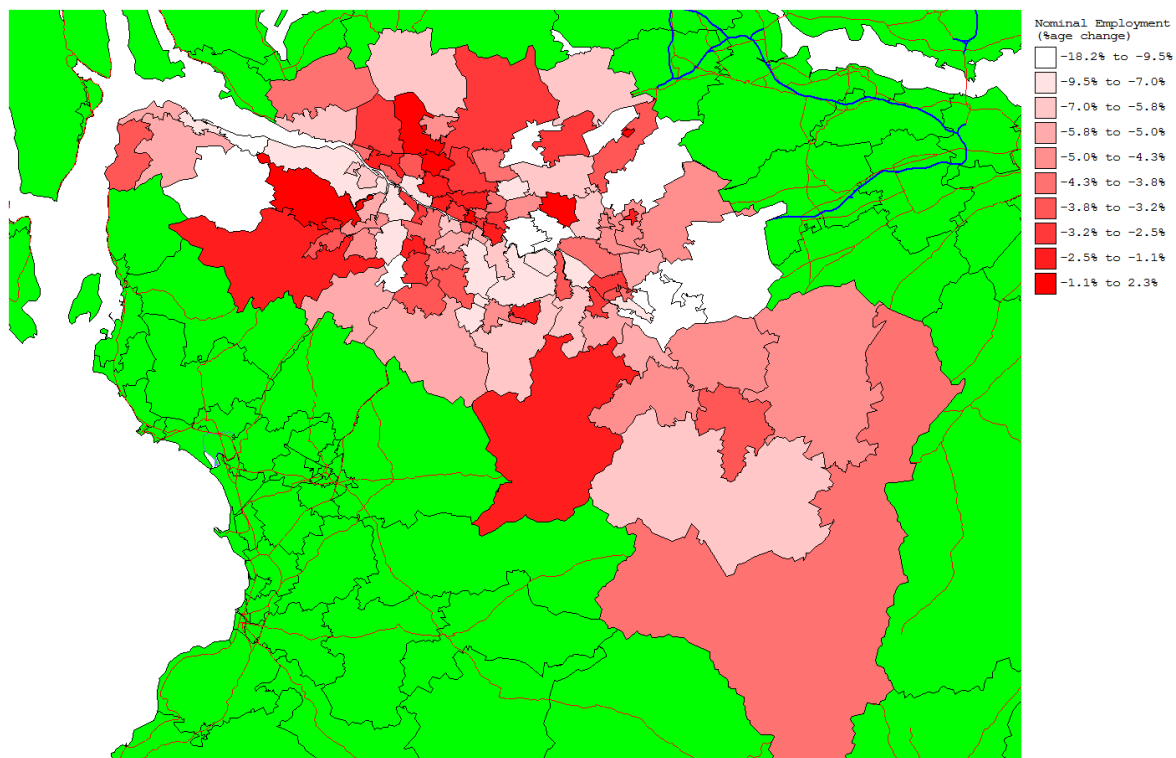 Nominal Employment
(%age change)
-18.2% to -9.5%
-9.5% to -7.0%
-7.0% to -5.8%
-5.8% to -5.0%
-5.0% to -4.3%
-4.3% to -3.8%
-3.8% to -3.2%
-3.2% to -2.5%
-2.5% to -1.1%
-1.1% to 2.3%